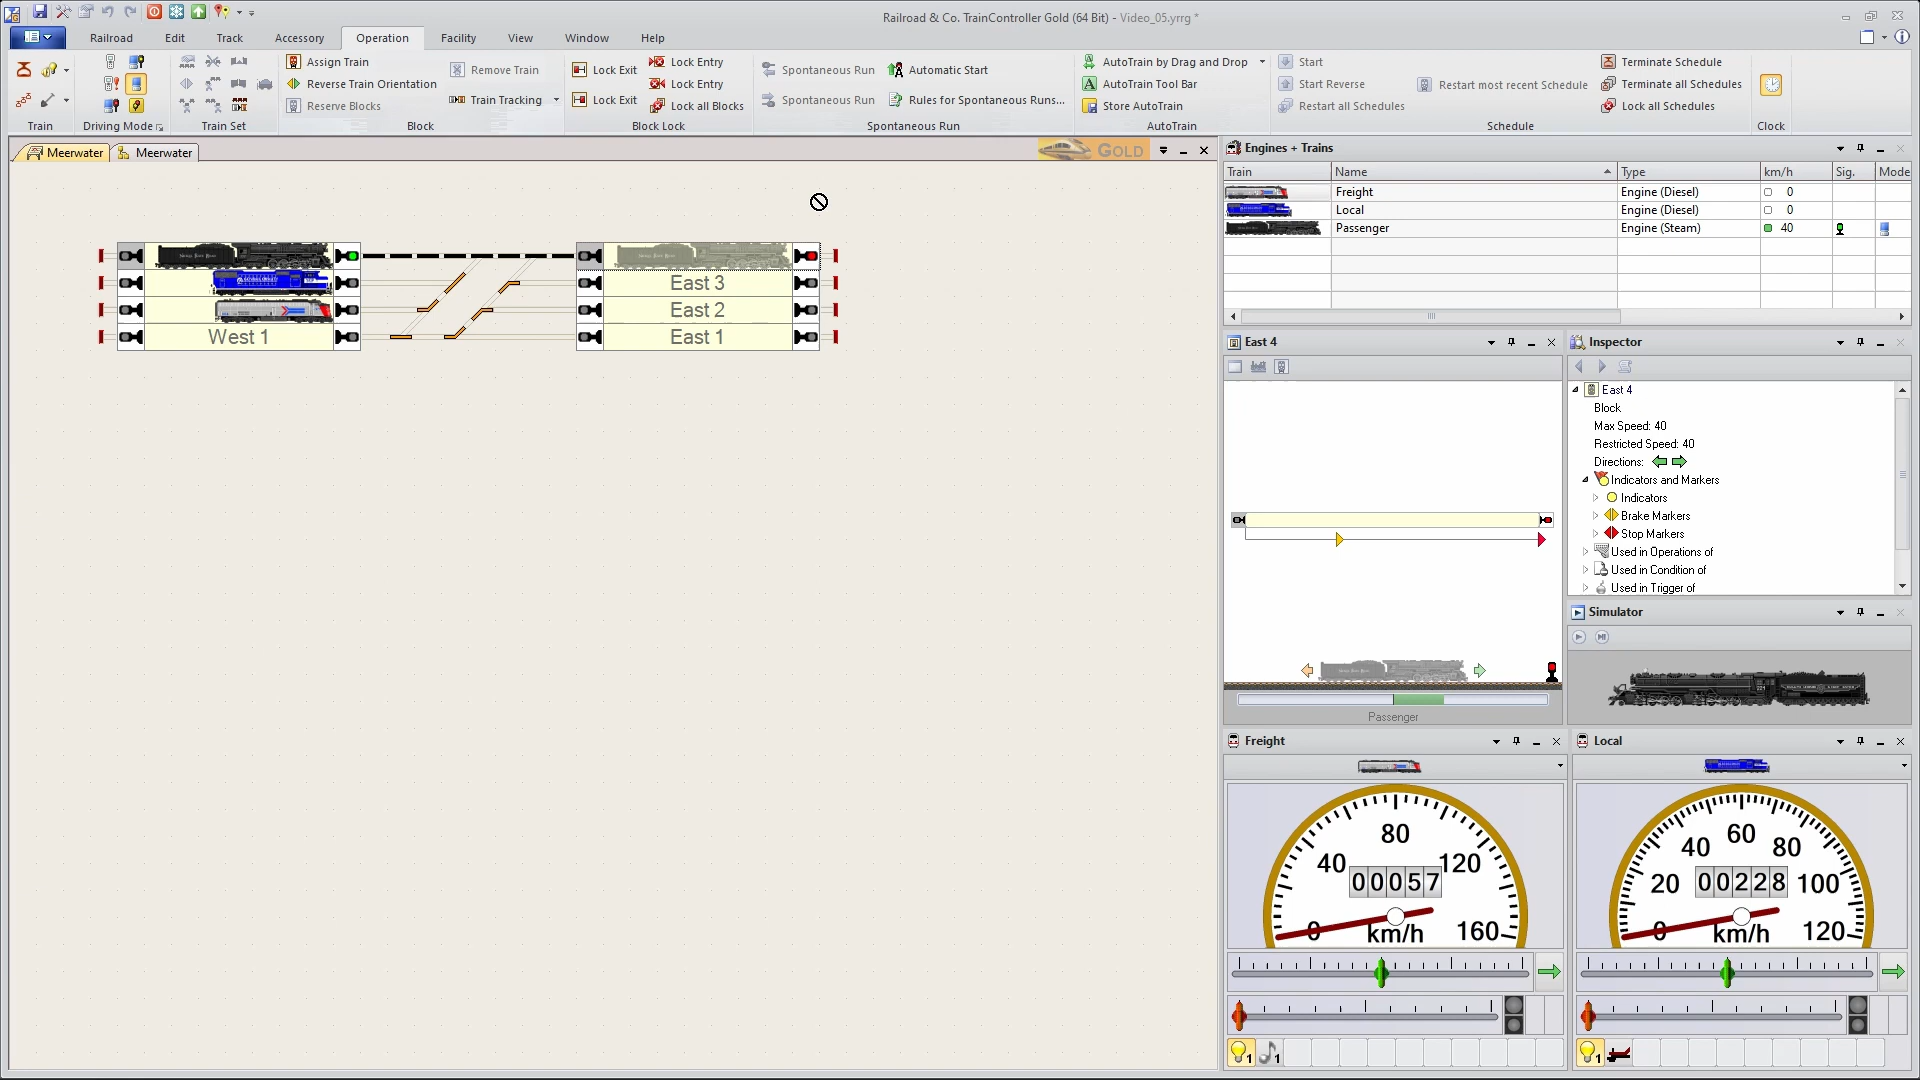 Railroad & Co. TrainController Gold (64 Bit) - Video_05.yrrg *
Railroad Edit Track Accessory Operation Facility View Window Help
Train
Driving Mode
Train Set
Assign Train
Reverse Train Orientation
Reserve Blocks
Remove Train
Train Tracking
Block
Lock Exit
Lock Exit
Lock Entry
Lock Entry
Lock all Blocks
Block Lock
Spontaneous Run
Spontaneous Run
Automatic Start
Rules for Spontaneous Runs...
Spontaneous Run
AutoTrain by Drag and Drop
AutoTrain Tool Bar
Store AutoTrain
AutoTrain
Start
Start Reverse
Restart all Schedules
Restart most recent Schedule
Terminate Schedule
Terminate all Schedules
Lock all Schedules
Schedule
Clock
Meerwater
Meerwater
GOLD
East 3
East 2
West 1
East 1
Engines + Trains
Train Name Type km/h Sig. Mode
Freight Engine (Diesel) 0
Local Engine (Diesel) 0
Passenger Engine (Steam) 40
East 4
Passenger
Inspector
East 4
Block
Max Speed: 40
Restricted Speed: 40
Directions:
Indicators and Markers
Indicators
Brake Markers
Stop Markers
Used in Operations of
Used in Condition of
Used in Trigger of
Simulator
Freight
80
40 120
00057
0 km/h 160
1 1
Local
60
40 80
20 00228 100
0 km/h 120
1